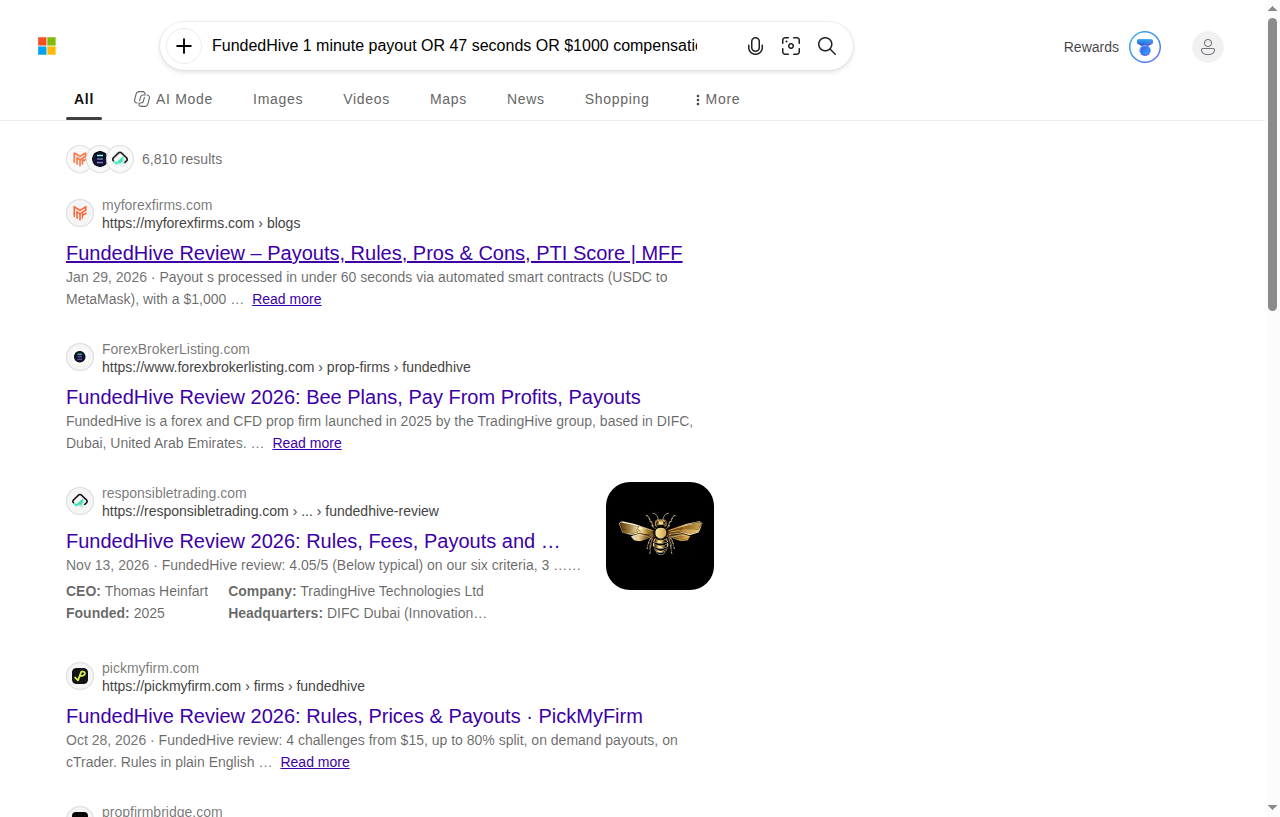 FundedHive 1 minute payout OR 47 seconds OR $1000 compensati
Rewards
All
AI Mode
Images
Videos
Maps
News
Shopping
More
6,810 results
myforexfirms.com
https://myforexfirms.com › blogs
FundedHive Review – Payouts, Rules, Pros & Cons, PTI Score | MFF
Jan 29, 2026 · Payout s processed in under 60 seconds via automated smart contracts (USDC to
MetaMask), with a $1,000 … Read more
ForexBrokerListing.com
https://www.forexbrokerlisting.com › prop-firms › fundedhive
FundedHive Review 2026: Bee Plans, Pay From Profits, Payouts
FundedHive is a forex and CFD prop firm launched in 2025 by the TradingHive group, based in DIFC,
Dubai, United Arab Emirates. … Read more
responsibletrading.com
https://responsibletrading.com › ... › fundedhive-review
FundedHive Review 2026: Rules, Fees, Payouts and …
Nov 13, 2026 · FundedHive review: 4.05/5 (Below typical) on our six criteria, 3 ……
CEO: Thomas Heinfart Company: TradingHive Technologies Ltd
Founded: 2025 Headquarters: DIFC Dubai (Innovation…
pickmyfirm.com
https://pickmyfirm.com › firms › fundedhive
FundedHive Review 2026: Rules, Prices & Payouts · PickMyFirm
Oct 28, 2026 · FundedHive review: 4 challenges from $15, up to 80% split, on demand payouts, on
cTrader. Rules in plain English … Read more
propfirmbridge.com